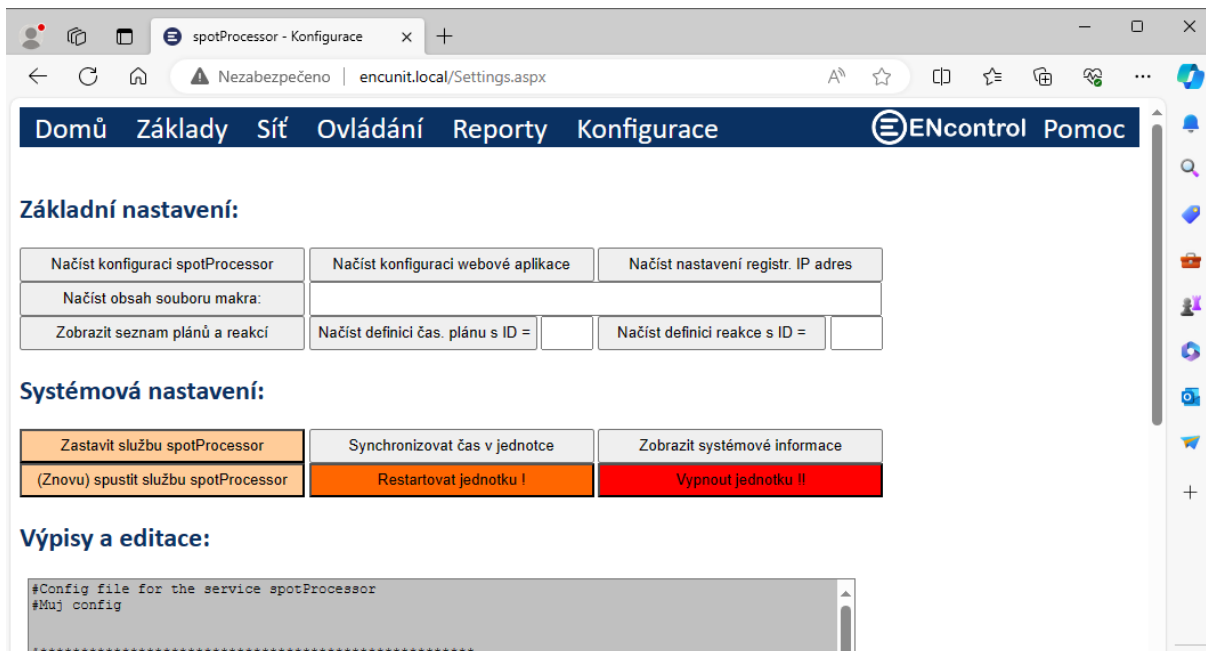 spotProcessor - Konfigurace
Nezabezpečeno | encunit.local/Settings.aspx
Domů Základy Síť Ovládání Reporty Konfigurace ENcontrol Pomoc
Základní nastavení:
Načíst konfiguraci spotProcessor Načíst konfiguraci webové aplikace Načíst nastavení registr. IP adres
Načíst obsah souboru makra:
Zobrazit seznam plánů a reakcí Načíst definici čas. plánu s ID = Načíst definici reakce s ID =
Systémová nastavení:
Zastavit službu spotProcessor Synchronizovat čas v jednotce Zobrazit systémové informace
(Znovu) spustit službu spotProcessor Restartovat jednotku ! Vypnout jednotku !!
Výpisy a editace:
#Config file for the service spotProcessor
#Muj config